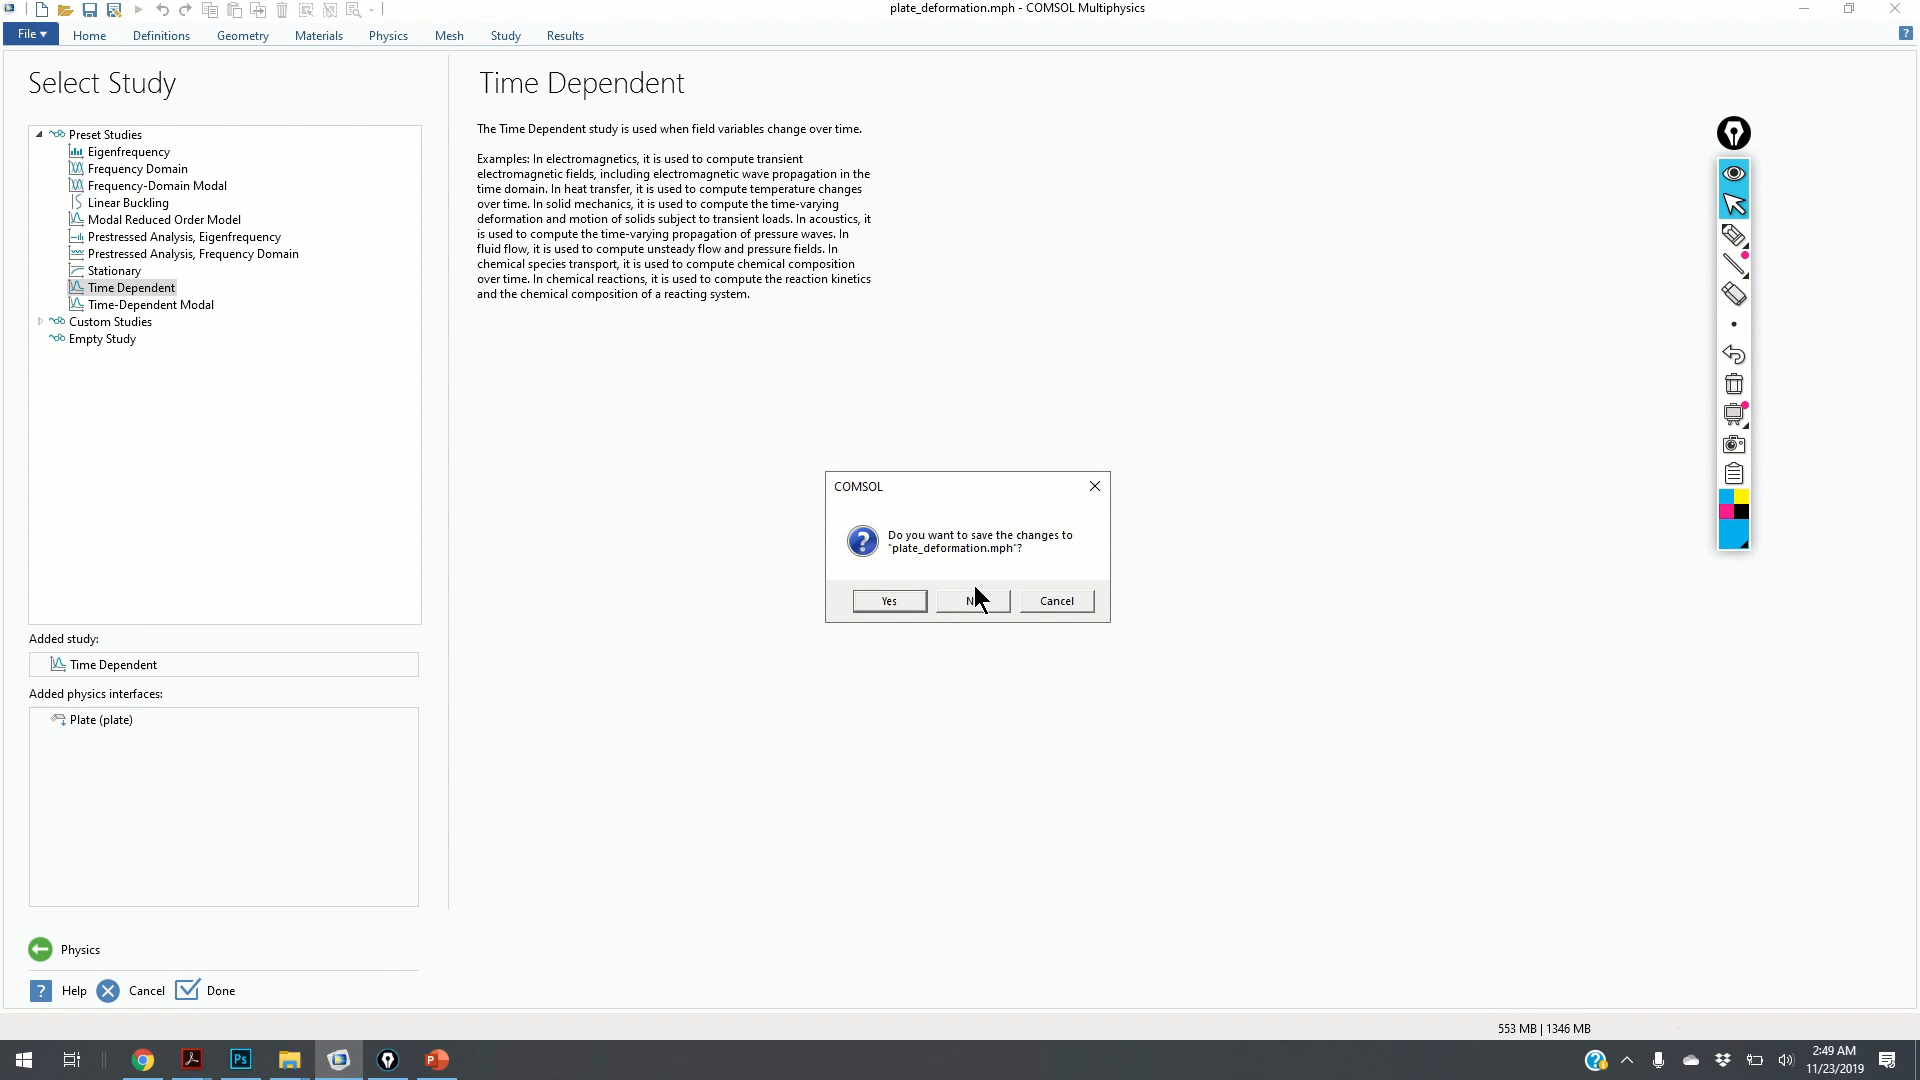 plate_deformation.mph - COMSOL Multiphysics
File Home Definitions Geometry Materials Physics Mesh Study Results
Select Study
Preset Studies
Eigenfrequency
Frequency Domain
Frequency-Domain Modal
Linear Buckling
Modal Reduced Order Model
Prestressed Analysis, Eigenfrequency
Prestressed Analysis, Frequency Domain
Stationary
Time Dependent
Time-Dependent Modal
Custom Studies
Empty Study
Added study:
Time Dependent
Added physics interfaces:
Plate (plate)
Physics
Help Cancel Done
Time Dependent
The Time Dependent study is used when field variables change over time.
Examples: In electromagnetics, it is used to compute transient
electromagnetic fields, including electromagnetic wave propagation in the
time domain. In heat transfer, it is used to compute temperature changes
over time. In solid mechanics, it is used to compute the time-varying
deformation and motion of solids subject to transient loads. In acoustics, it
is used to compute the time-varying propagation of pressure waves. In
fluid flow, it is used to compute unsteady flow and pressure fields. In
chemical species transport, it is used to compute chemical composition
over time. In chemical reactions, it is used to compute the reaction kinetics
and the chemical composition of a reacting system.
COMSOL
Do you want to save the changes to
"plate_deformation.mph"?
Yes Cancel
553 MB | 1346 MB
Ps
2:49 AM
11/23/2019